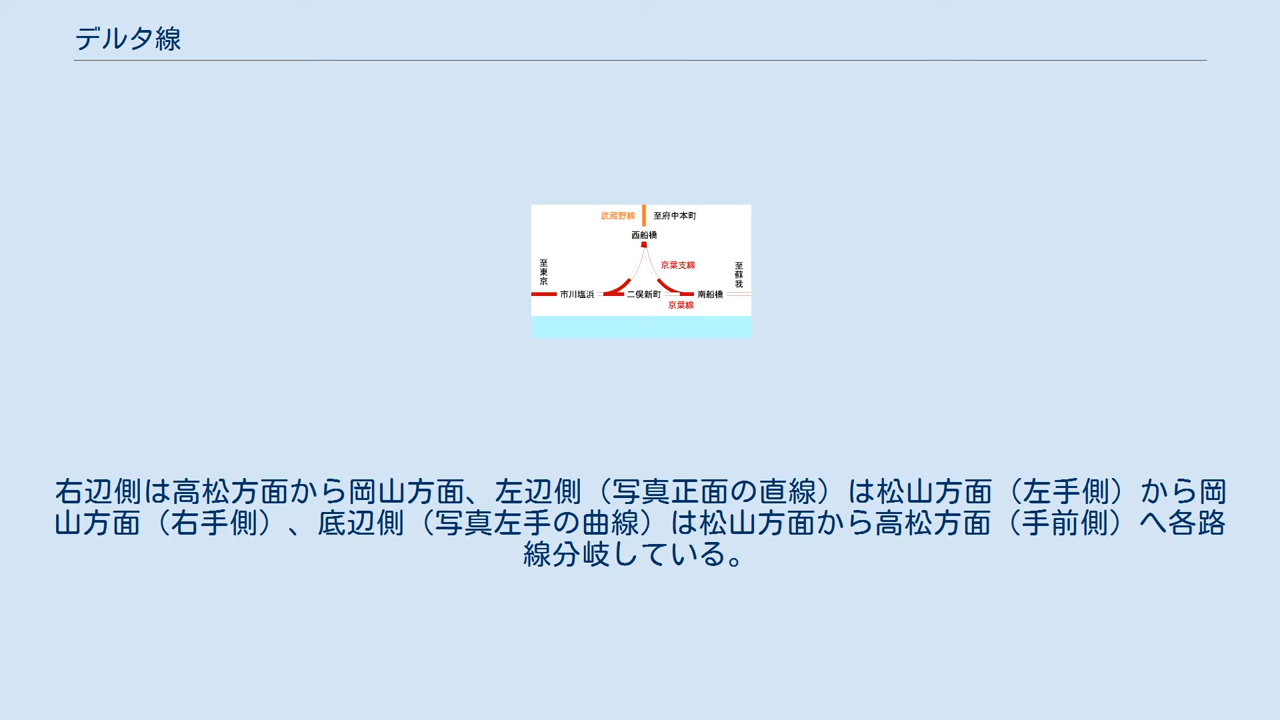 デルタ線
武蔵野線
至府中本町
西船橋
至東京
京葉支線
至蘇我
市川塩浜
二俣新町
南船橋
京葉線
右辺側は高松方面から岡山方面、左辺側（写真正面の直線）は松山方面（左手側）から岡
山方面（右手側）、底辺側（写真左手の曲線）は松山方面から高松方面（手前側）へ各路
線分岐している。